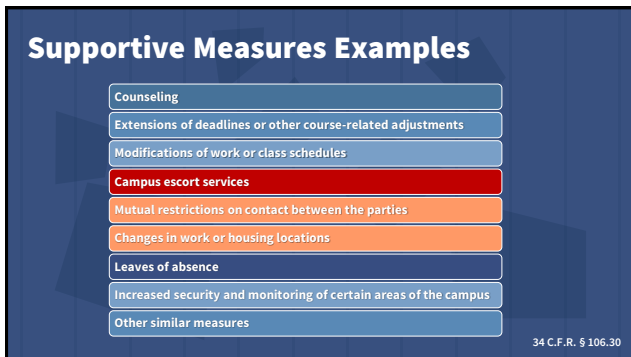 Supportive Measures Examples
Counseling
Extensions of deadlines or other course-related adjustments
Modifications of work or class schedules
Campus escort services
Mutual restrictions on contact between the parties
Changes in work or housing locations
Leaves of absence
Increased security and monitoring of certain areas of the campus
Other similar measures
34 C.F.R. § 106.30